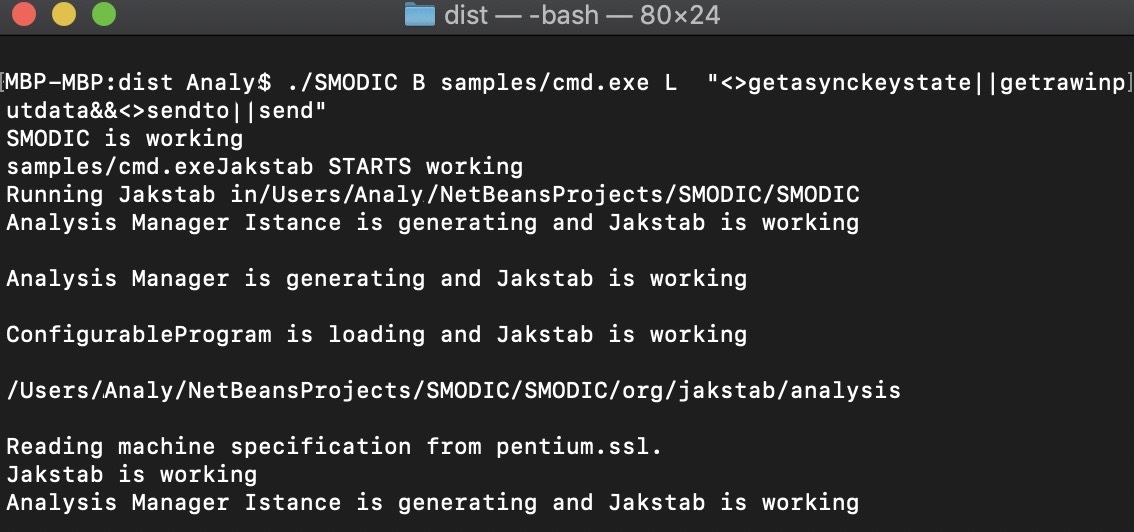 dist — -bash — 80×24
[MBP-MBP:dist Analy$ ./SMODIC B samples/cmd.exe L  "<>getasynckeystate||getrawinp]
utdata&&<>sendto||send"
SMODIC is working
samples/cmd.exeJakstab STARTS working
Running Jakstab in/Users/Analy/NetBeansProjects/SMODIC/SMODIC
Analysis Manager Istance is generating and Jakstab is working
Analysis Manager is generating and Jakstab is working
ConfigurableProgram is loading and Jakstab is working
/Users/Analy/NetBeansProjects/SMODIC/SMODIC/org/jakstab/analysis
Reading machine specification from pentium.ssl.
Jakstab is working
Analysis Manager Istance is generating and Jakstab is working